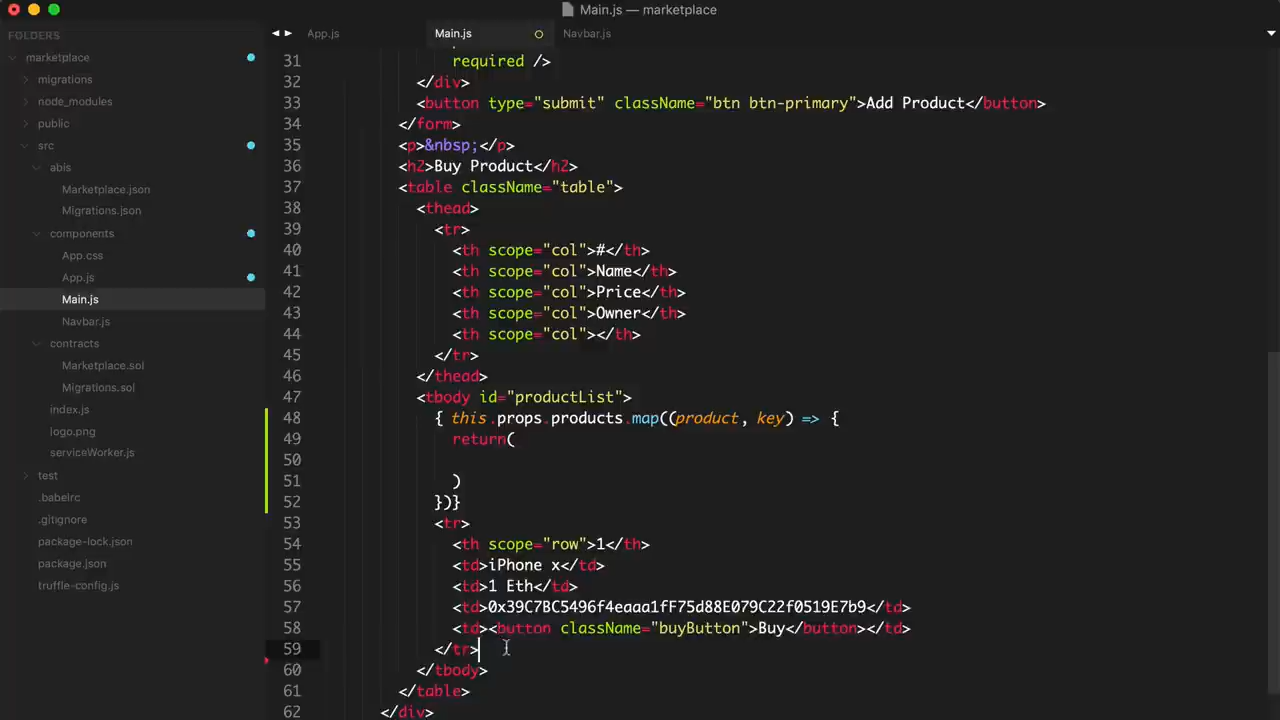 Main.js — marketplace
FOLDERS
marketplace
migrations
node_modules
public
src
abis
Marketplace.json
Migrations.json
components
App.css
App.js
Main.js
Navbar.js
contracts
Marketplace.sol
Migrations.sol
index.js
logo.png
serviceWorker.js
test
.babelrc
.gitignore
package-lock.json
package.json
truffle-config.js
App.js
Main.js
Navbar.js
31 required />
32 </div>
33 <button type="submit" className="btn btn-primary">Add Product</button>
34 </form>
35 <p>&nbsp;</p>
36 <h2>Buy Product</h2>
37 <table className="table">
38 <thead>
39 <tr>
40 <th scope="col">#</th>
41 <th scope="col">Name</th>
42 <th scope="col">Price</th>
43 <th scope="col">Owner</th>
44 <th scope="col"></th>
45 </tr>
46 </thead>
47 <tbody id="productList">
48 { this.props.products.map((product, key) => {
49 return(
50
51 )
52 })}
53 <tr>
54 <th scope="row">1</th>
55 <td>iPhone x</td>
56 <td>1 Eth</td>
57 <td>0x39C7BC5496f4eaaa1fF75d88E079C22f0519E7b9</td>
58 <td><button className="buyButton">Buy</button></td>
59 </tr>
60 </tbody>
61 </table>
62 </div>